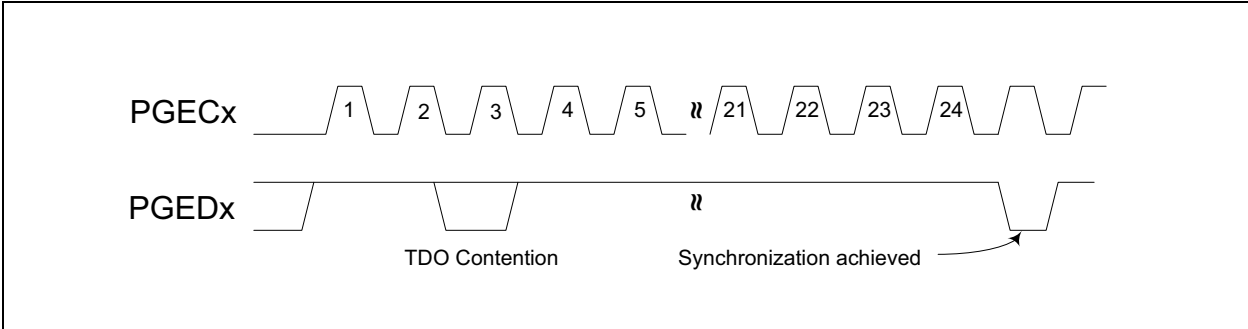 PGECx 1 2 3 4 5 ≈ 21 22 23 24
PGEDx ≈
TDO Contention Synchronization achieved